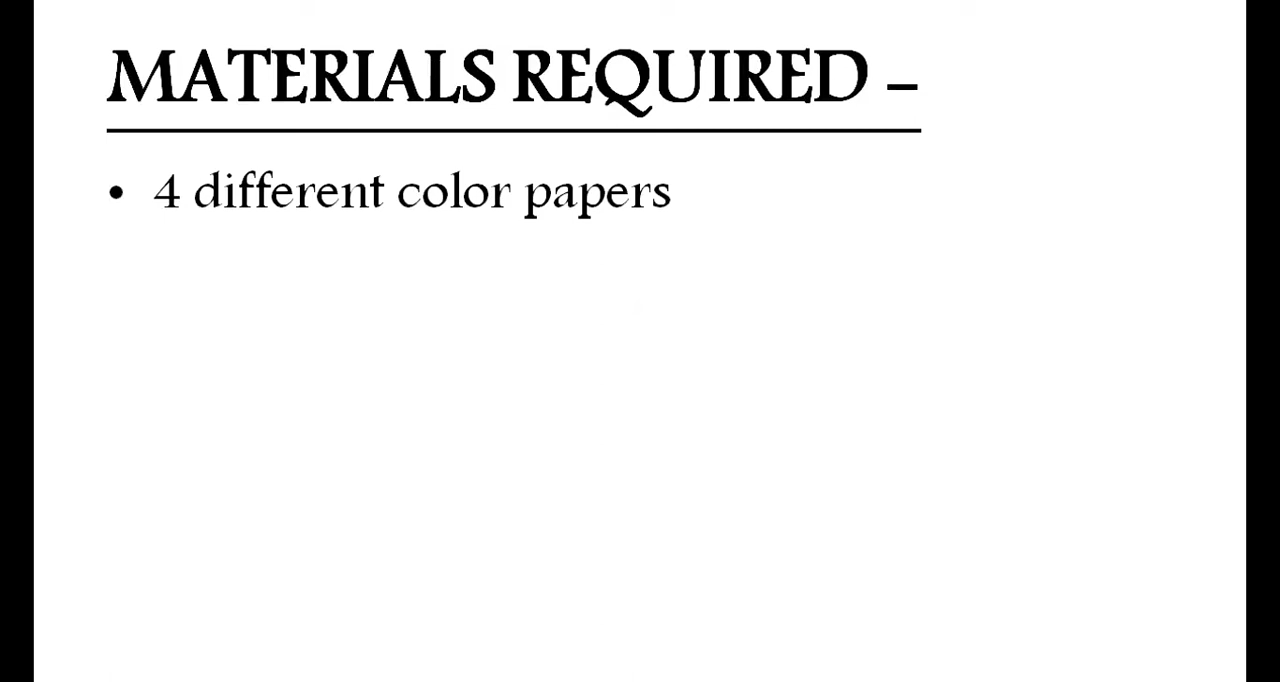 MATERIALS REQUIRED –
• 4 different color papers